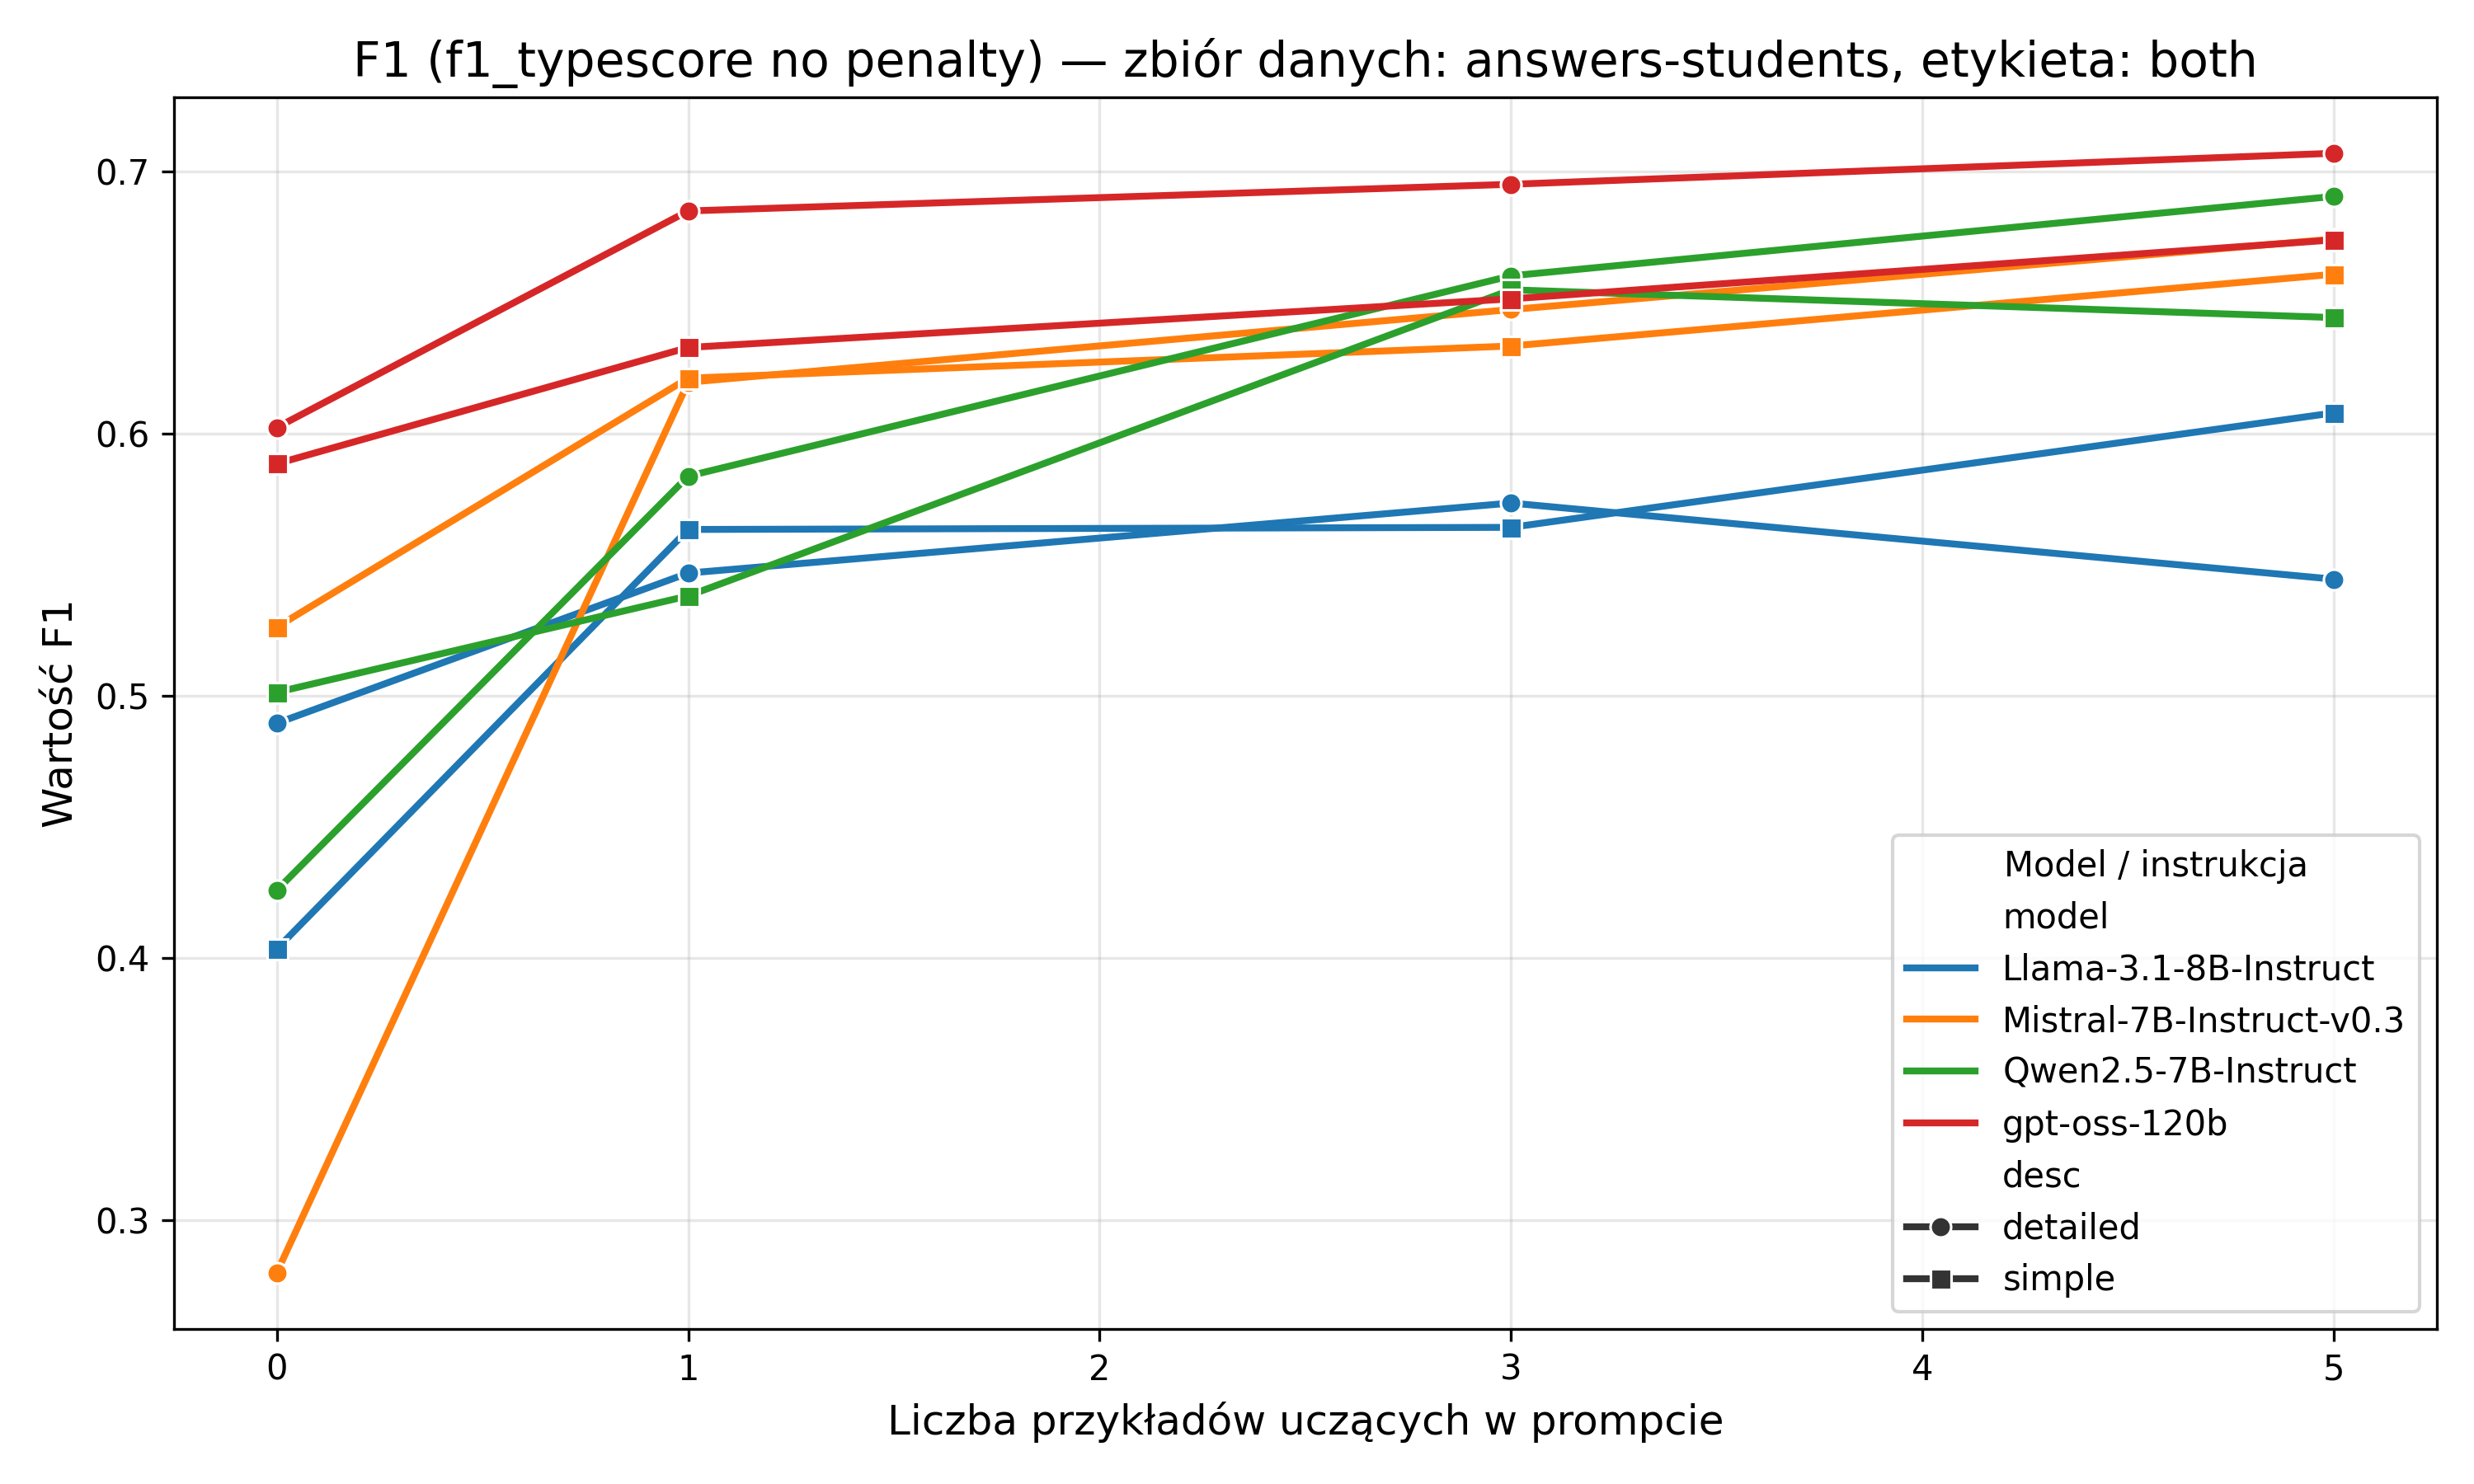 F1 (f1_typescore no penalty) — zbiór danych: answers-students, etykieta: both
Wartość F1
0.7
0.6
0.5
0.4
0.3
0
1
2
3
4
5
Liczba przykładów uczących w prompcie
Model / instrukcja
model
Llama-3.1-8B-Instruct
Mistral-7B-Instruct-v0.3
Qwen2.5-7B-Instruct
gpt-oss-120b
desc
detailed
simple